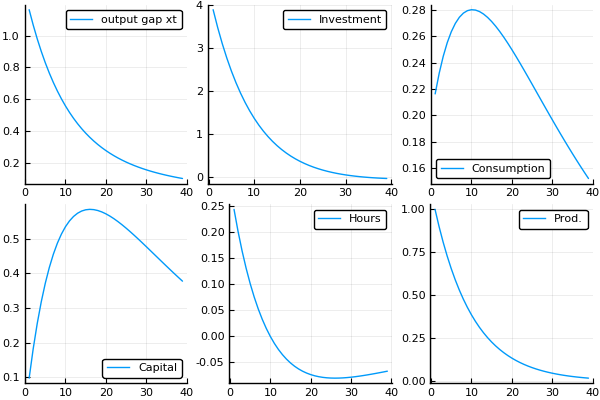 output gap xt
1.0
0.8
0.6
0.4
0.2
0 10 20 30 40
Investment
4
3
2
1
0
0 10 20 30 40
0.28
0.26
0.24
0.22
0.20
0.18
0.16
Consumption
0 10 20 30 40
0.5
0.4
0.3
0.2
0.1
Capital
0 10 20 30 40
0.25
Hours
0.20
0.15
0.10
0.05
0.00
-0.05
0 10 20 30 40
1.00
Prod.
0.75
0.50
0.25
0.00
0 10 20 30 40